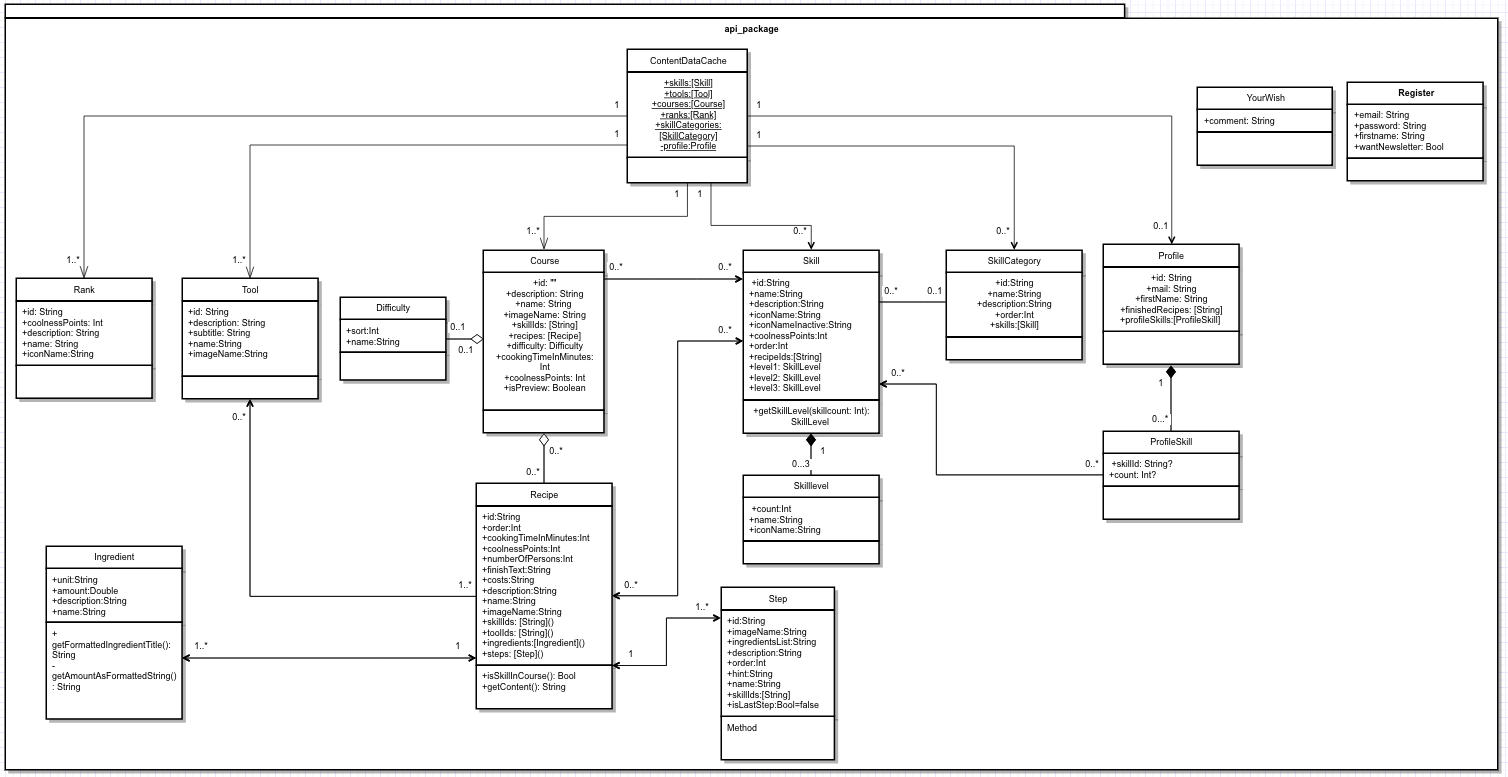 api_package
ContentDataCache
+skills:[Skill]
+tools:[Tool]
+courses:[Course]
+ranks:[Rank]
+skillCategories:
[SkillCategory]
-profile:Profile
1
1
1
1
1
1
1..*
1..*
1..*
0..*
0..*
0..1
YourWish
+comment: String
Register
+email: String
+password: String
+firstname: String
+wantNewsletter: Bool
Rank
+id: String
+coolnessPoints: Int
+description: String
+name: String
+iconName:String
Tool
+id: String
+description: String
+subtitle: String
+name:String
+imageName:String
0..*
Difficulty
+sort:Int
+name:String
0..1
0..1
Course
+id: ""
+description: String
+name: String
+imageName: String
+skillIds: [String]
+recipes: [Recipe]
+difficulty: Difficulty
+cookingTimeInMinutes:
Int
+coolnessPoints: Int
+isPreview: Boolean
0..*
0..*
0..*
0..*
Skill
+id:String
+name:String
+description:String
+iconName:String
+iconNameInactive:String
+coolnessPoints:Int
+order:Int
+recipeIds:[String]
+level1: SkillLevel
+level2: SkillLevel
+level3: SkillLevel
+getSkillLevel(skillcount: Int):
SkillLevel
0..*
0..1
0..*
0..*
1
0...3
SkillCategory
+id:String
+name:String
+description:String
+order:Int
+skills:[Skill]
Profile
+id: String
+mail: String
+firstName: String
+finishedRecipes: [String]
+profileSkills:[ProfileSkill]
1
0...*
ProfileSkill
+skillId: String?
+count: Int?
0..*
Skilllevel
+count:Int
+name:String
+iconName:String
Recipe
+id:String
+order:Int
+cookingTimeInMinutes:Int
+coolnessPoints:Int
+numberOfPersons:Int
+finishText:String
+costs:String
+description:String
+name:String
+imageName:String
+skillIds: [String]()
+toolIds: [String]()
+ingredients:[Ingredient]()
+steps: [Step]()
+isSkillInCourse(): Bool
+getContent(): String
1..*
0..*
1
1
Ingredient
+unit:String
+amount:Double
+description:String
+name:String
+
getFormattedIngredientTitle():
String
-
getAmountAsFormattedString()
: String
1..*
Step
+id:String
+imageName:String
+ingredientsList:String
+description:String
+order:Int
+hint:String
+name:String
+skillIds:[String]
+isLastStep:Bool=false
Method
1..*